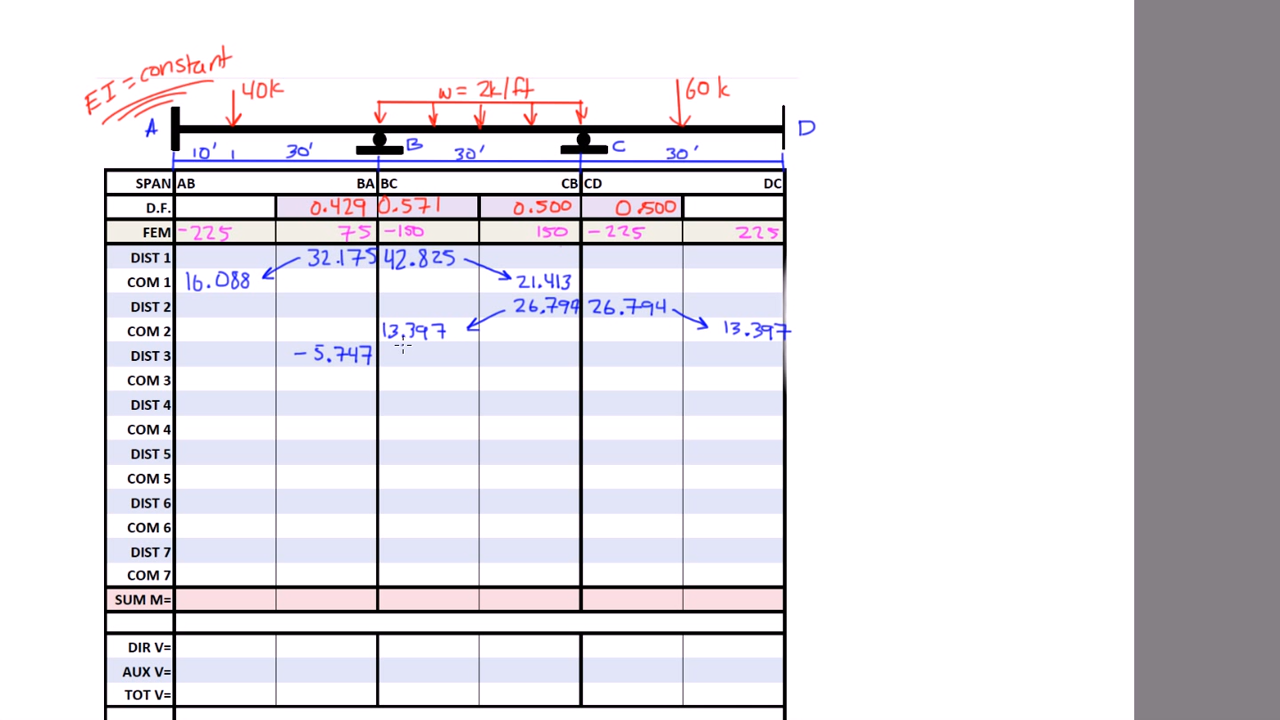 EI = constant
40k
w = 2k/ft
60 k
A
B
C
D
10'
30'
30'
30'
SPAN AB BA BC CB CD DC
D.F. 0.429 0.571 0.500 0.500
FEM -225 75 -150 150 -225 225
DIST 1 32.175 42.825
COM 1 16.088 21.413
DIST 2 26.794 26.794
COM 2 13.397 13.397
DIST 3 -5.747
COM 3
DIST 4
COM 4
DIST 5
COM 5
DIST 6
COM 6
DIST 7
COM 7
SUM M=
DIR V=
AUX V=
TOT V=